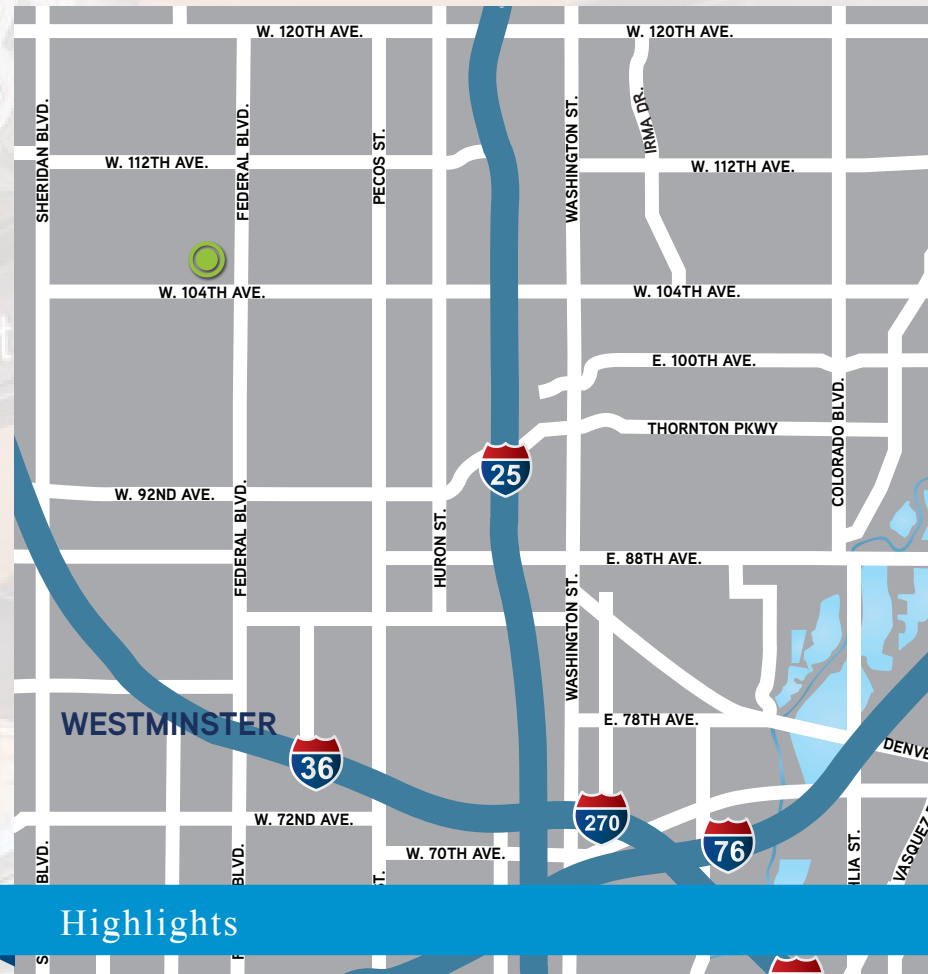 W. 120TH AVE.
W. 120TH AVE.
SHERIDAN BLVD.
FEDERAL BLVD.
PECOS ST.
WASHINGTON ST.
IRMA DR.
W. 112TH AVE.
W. 112TH AVE.
W. 104TH AVE.
W. 104TH AVE.
E. 100TH AVE.
COLORADO BLVD.
THORNTON PKWY
25
W. 92ND AVE.
FEDERAL BLVD.
HURON ST.
E. 88TH AVE.
WASHINGTON ST.
WESTMINSTER
E. 78TH AVE.
36
270
76
W. 72ND AVE.
W. 70TH AVE.
BLVD.
BLVD.
ST.
Highlights